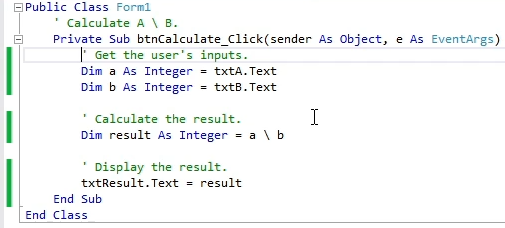 Public Class Form1
' Calculate A \ B.
Private Sub btnCalculate_Click(sender As Object, e As EventArgs)
' Get the user's inputs.
Dim a As Integer = txtA.Text
Dim b As Integer = txtB.Text
' Calculate the result.
Dim result As Integer = a \ b
' Display the result.
txtResult.Text = result
End Sub
End Class